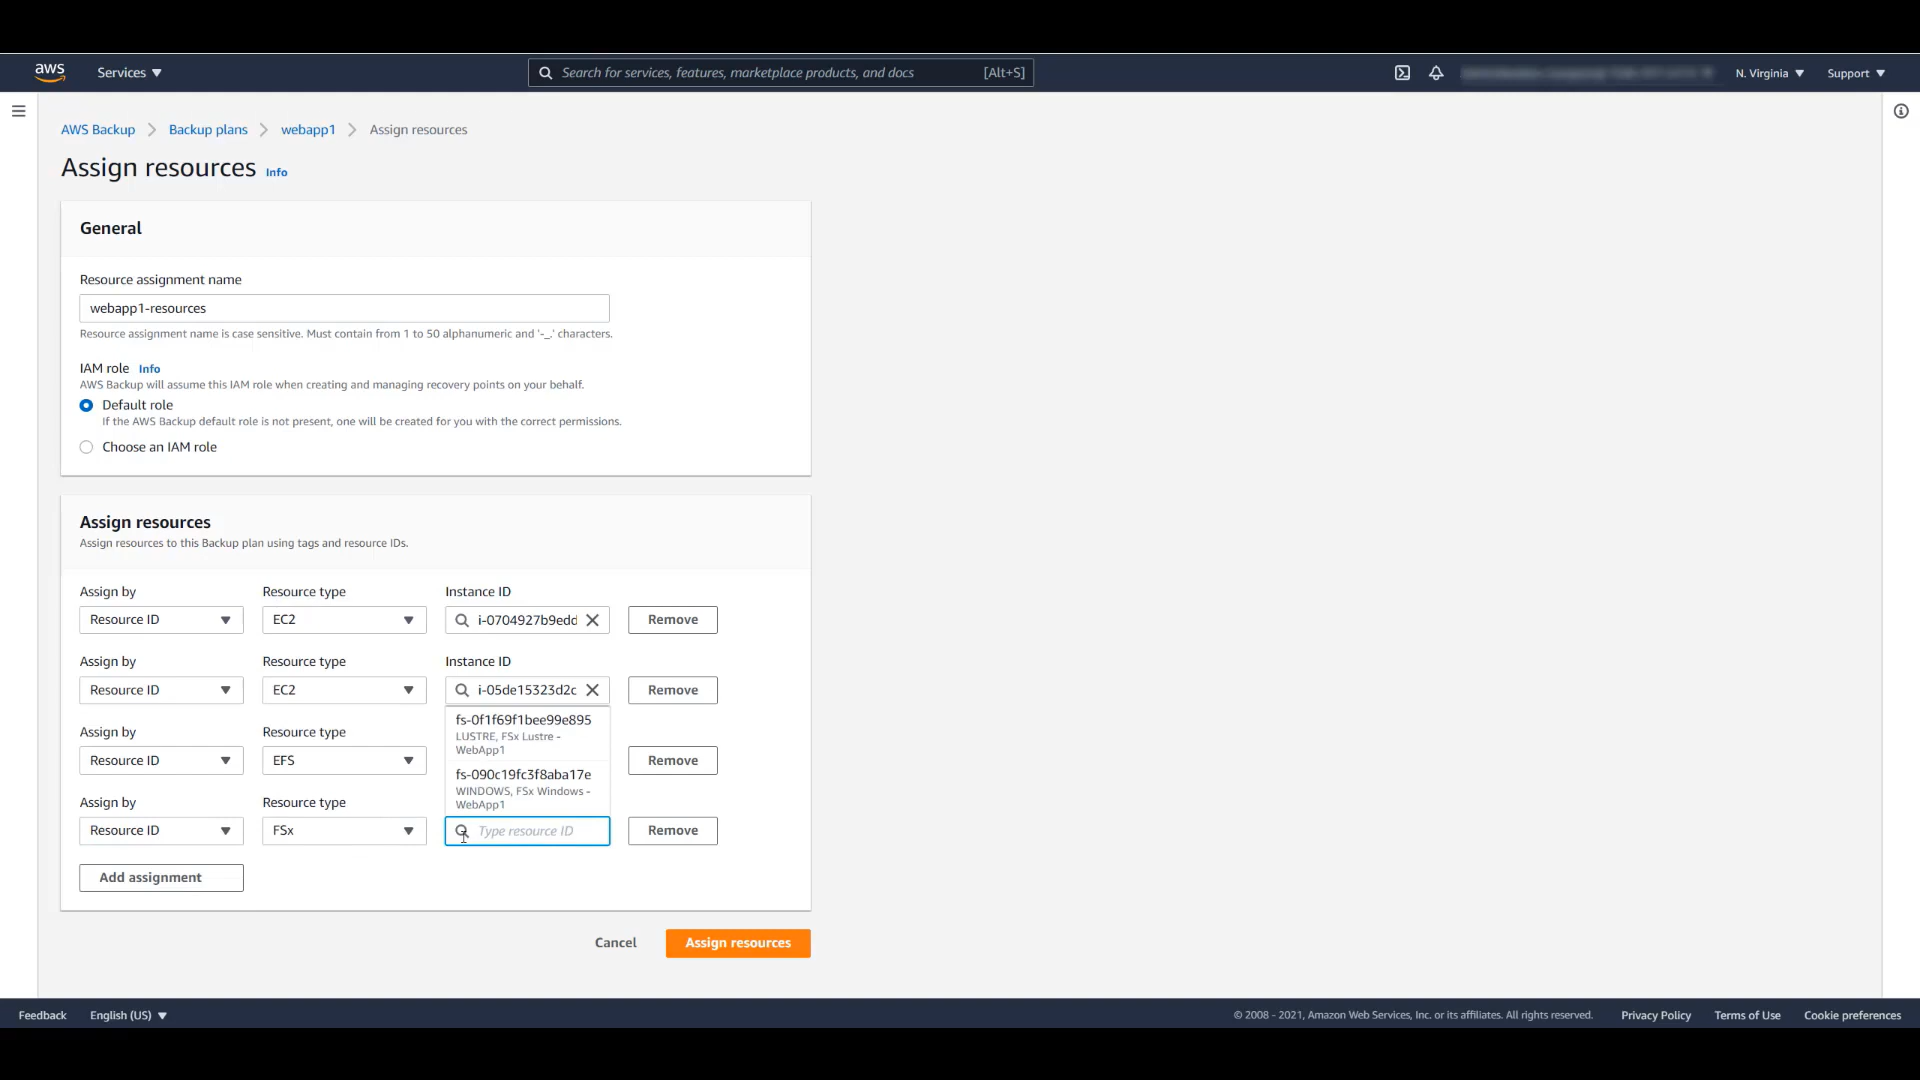 aws
Services
Search for services, features, marketplace products, and docs
[Alt+S]
N. Virginia
Support
AWS Backup
Backup plans
webapp1
Assign resources
Assign resources Info
General
Resource assignment name
webapp1-resources
Resource assignment name is case sensitive. Must contain from 1 to 50 alphanumeric and '-_.' characters.
IAM role Info
AWS Backup will assume this IAM role when creating and managing recovery points on your behalf.
Default role
If the AWS Backup default role is not present, one will be created for you with the correct permissions.
Choose an IAM role
Assign resources
Assign resources to this Backup plan using tags and resource IDs.
Assign by Resource type Instance ID
Resource ID EC2 i-0704927b9edd Remove
Assign by Resource type Instance ID
Resource ID EC2 i-05de15323d2c Remove
fs-0f1f69f1bee99e895
LUSTRE, FSx Lustre -
WebApp1
Assign by Resource type
Resource ID EFS Remove
fs-090c19fc3f8aba17e
WINDOWS, FSx Windows -
WebApp1
Assign by Resource type
Resource ID FSx Type resource ID Remove
Add assignment
Cancel Assign resources
Feedback English (US) © 2008 - 2021, Amazon Web Services, Inc. or its affiliates. All rights reserved. Privacy Policy Terms of Use Cookie preferences